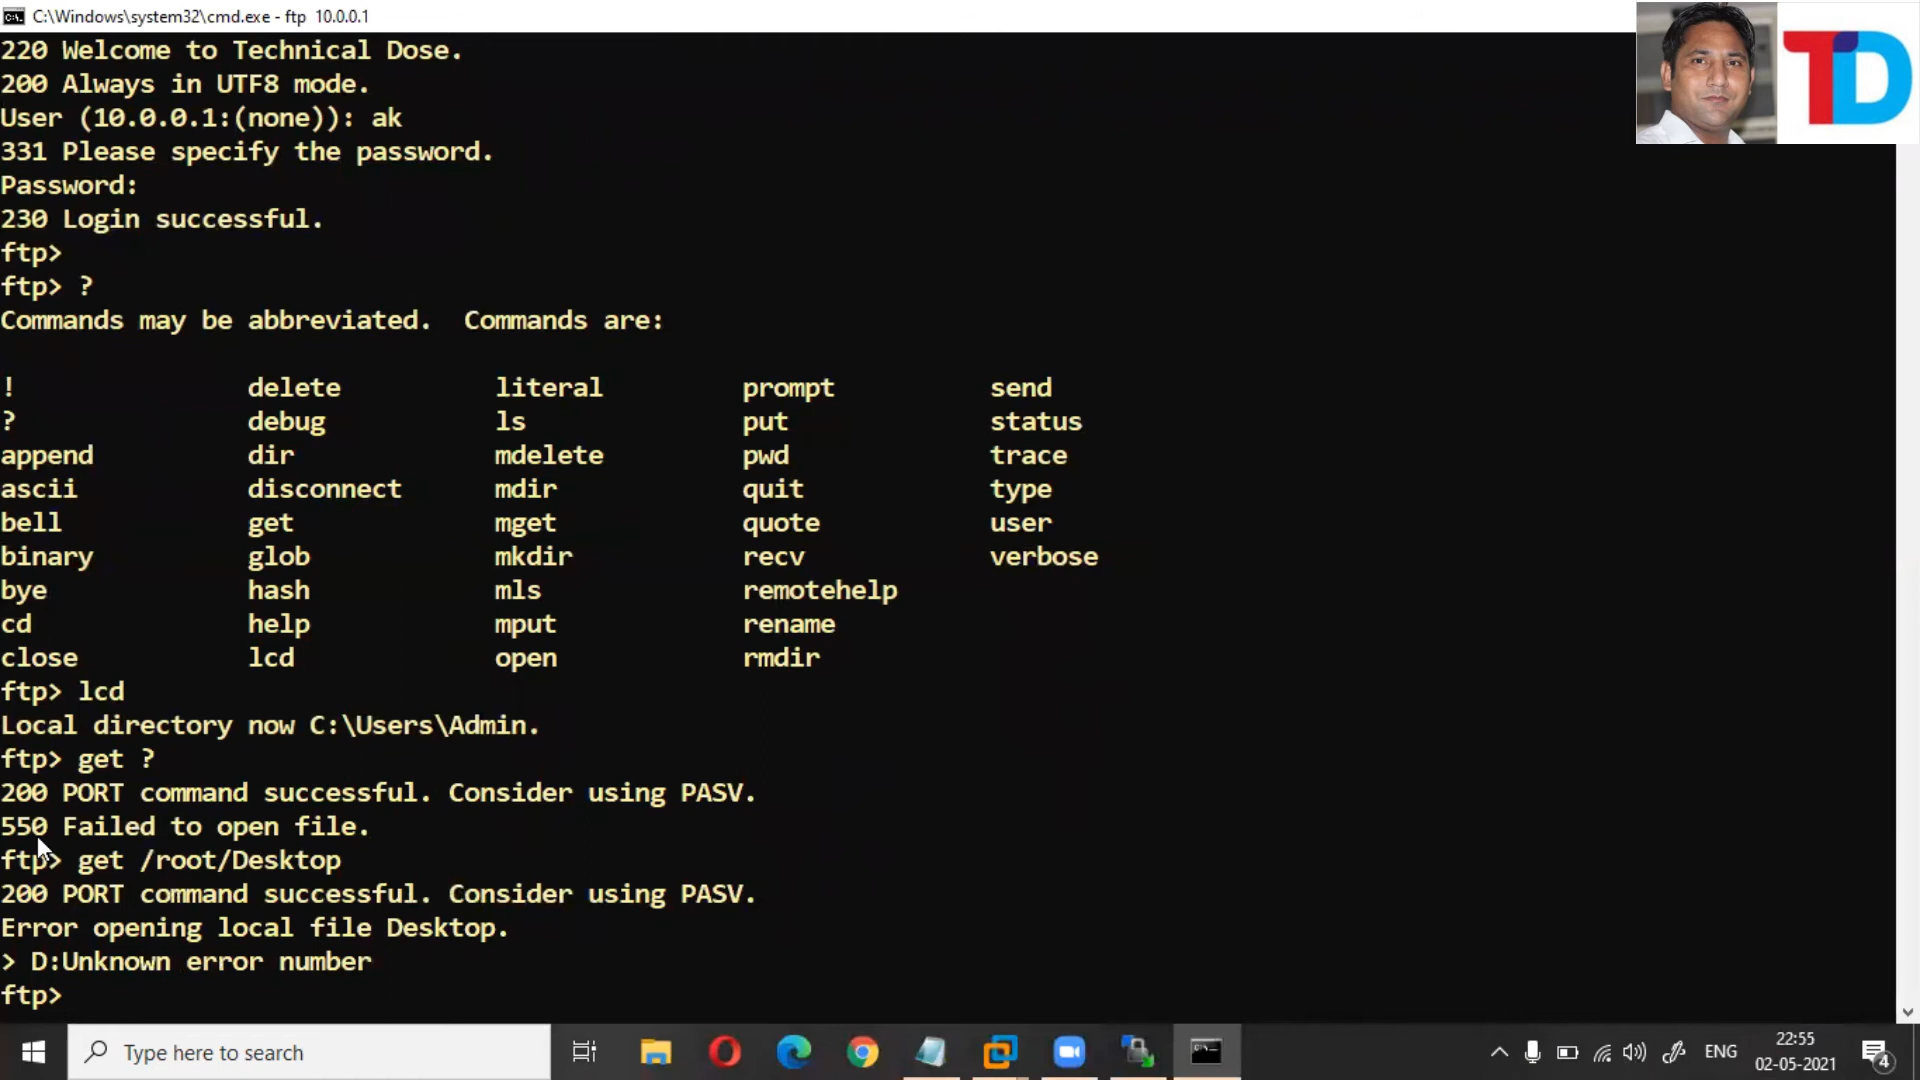 C:\Windows\system32\cmd.exe - ftp 10.0.0.1
220 Welcome to Technical Dose.
200 Always in UTF8 mode.
User (10.0.0.1:(none)): ak
331 Please specify the password.
Password:
230 Login successful.
ftp>
ftp> ?
Commands may be abbreviated.  Commands are:
! delete literal prompt send
? debug ls put status
append dir mdelete pwd trace
ascii disconnect mdir quit type
bell get mget quote user
binary glob mkdir recv verbose
bye hash mls remotehelp
cd help mput rename
close lcd open rmdir
ftp> lcd
Local directory now C:\Users\Admin.
ftp> get ?
200 PORT command successful. Consider using PASV.
550 Failed to open file.
ftp> get /root/Desktop
200 PORT command successful. Consider using PASV.
Error opening local file Desktop.
> D:Unknown error number
ftp>
TD
Type here to search
ENG
22:55
02-05-2021
4